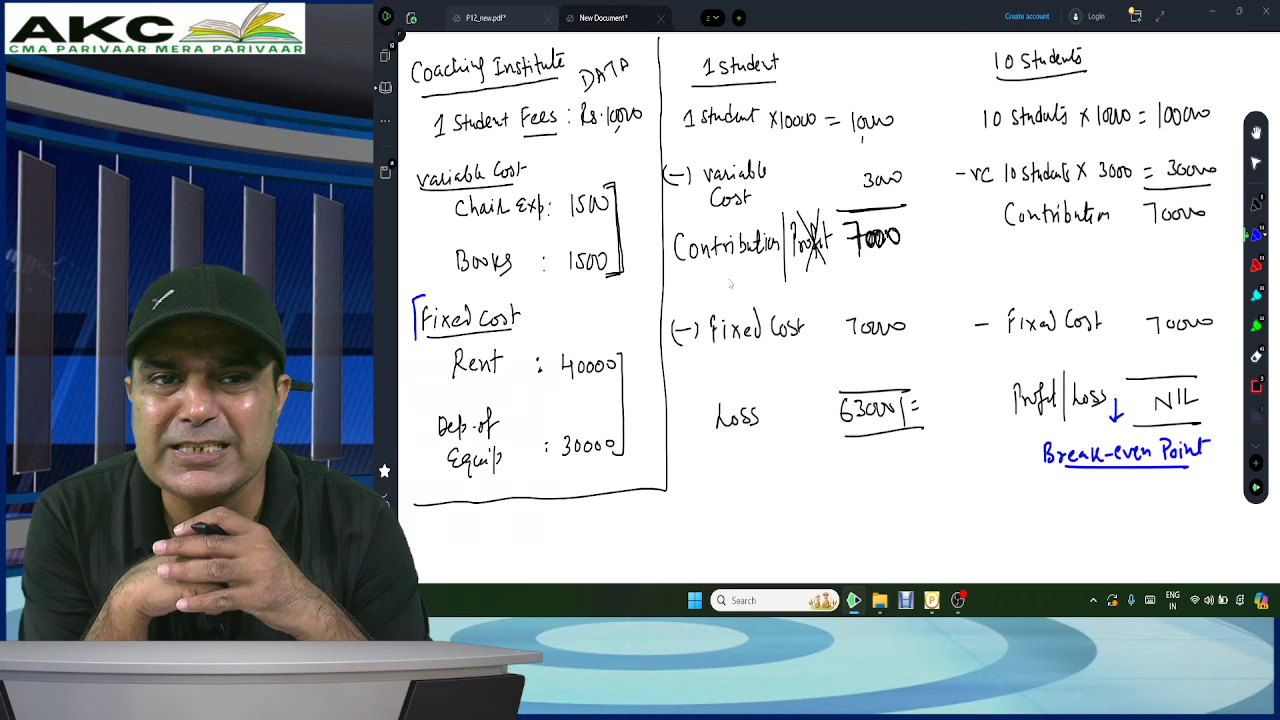 AKC
CMA PARIVAAR MERA PARIVAAR
P12_new.pdf*
New Document*
2
Create account
Login
Coaching Institute DATA
1 Student Fees : Rs. 10,000
Variable Cost
Chair Exp: 1500
Books : 1500
Fixed Cost
Rent : 40000
Dep. of
Equip : 30000
1 Student
1 Student × 10000 = 10000
(-) variable
Cost 3000
Contribution | Profit 7000
(-) Fixed Cost 70000
Loss 63000/=
10 Students
10 Students × 10000 = 100000
- VC 10 Students × 3000 = 30000
Contribution 70000
- Fixed Cost 70000
Profit / Loss NIL
Break-even Point
Search
ENG
IN